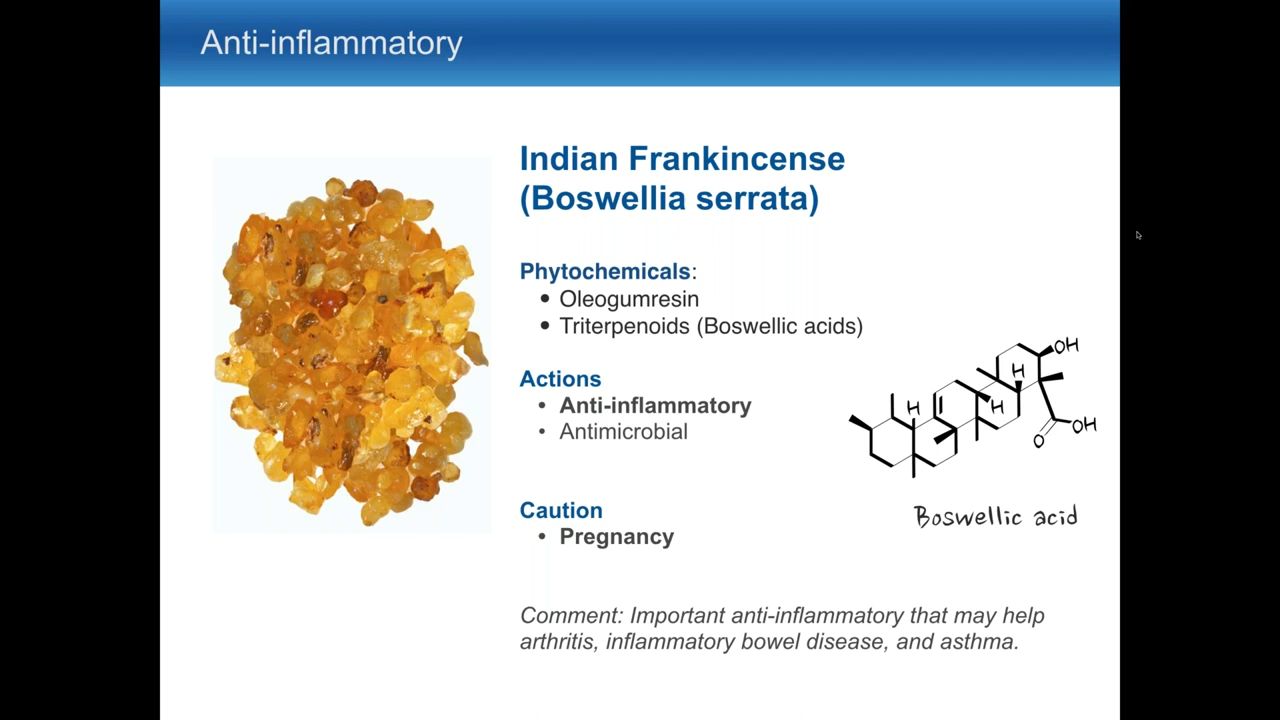 Anti-inflammatory
Indian Frankincense
(Boswellia serrata)
Phytochemicals:
• Oleogumresin
• Triterpenoids (Boswellic acids)
Actions
• Anti-inflammatory
• Antimicrobial
Caution
• Pregnancy
Comment: Important anti-inflammatory that may help
arthritis, inflammatory bowel disease, and asthma.
OH
H
H
H
O
OH
Boswellic acid